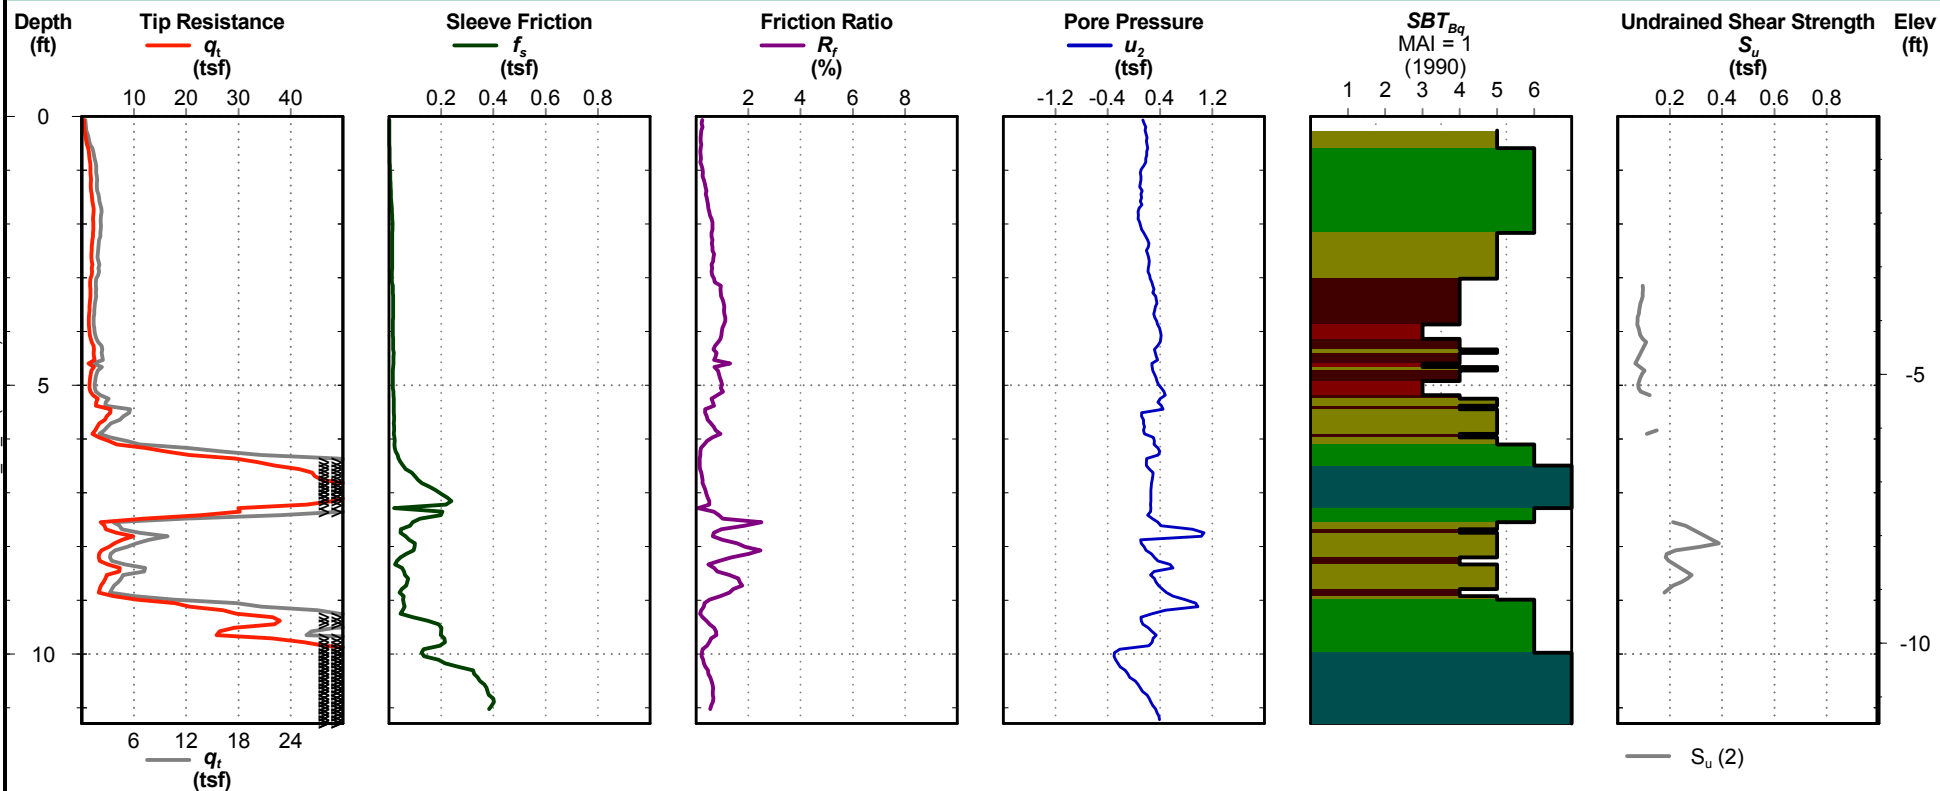 Depth
(ft)
Tip Resistance
qt
(tsf)
Sleeve Friction
fs
(tsf)
Friction Ratio
Rf
(%)
Pore Pressure
u2
(tsf)
SBTBq
MAI = 1
(1990)
Undrained Shear Strength
Su
(tsf)
Elev
(ft)
10 20 30 40
0.2 0.4 0.6 0.8
2 4 6 8
-1.2 -0.4 0.4 1.2
1 2 3 4 5 6
0.2 0.4 0.6 0.8
0
5
-5
10
-10
6 12 18 24
qt
(tsf)
Su (2)